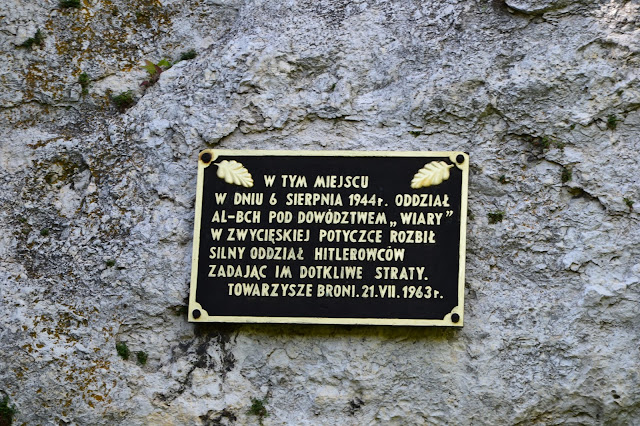 W TYM MIEJSCU
W DNIU 6 SIERPNIA 1944r. ODDZIAŁ
AL-BCH POD DOWÓDZTWEM „WIARY”
W ZWYCIĘSKIEJ POTYCZCE ROZBIŁ
SILNY ODDZIAŁ HITLEROWCÓW
ZADAJĄC IM DOTKLIWE STRATY.
TOWARZYSZE BRONI. 21. VII. 1963r.